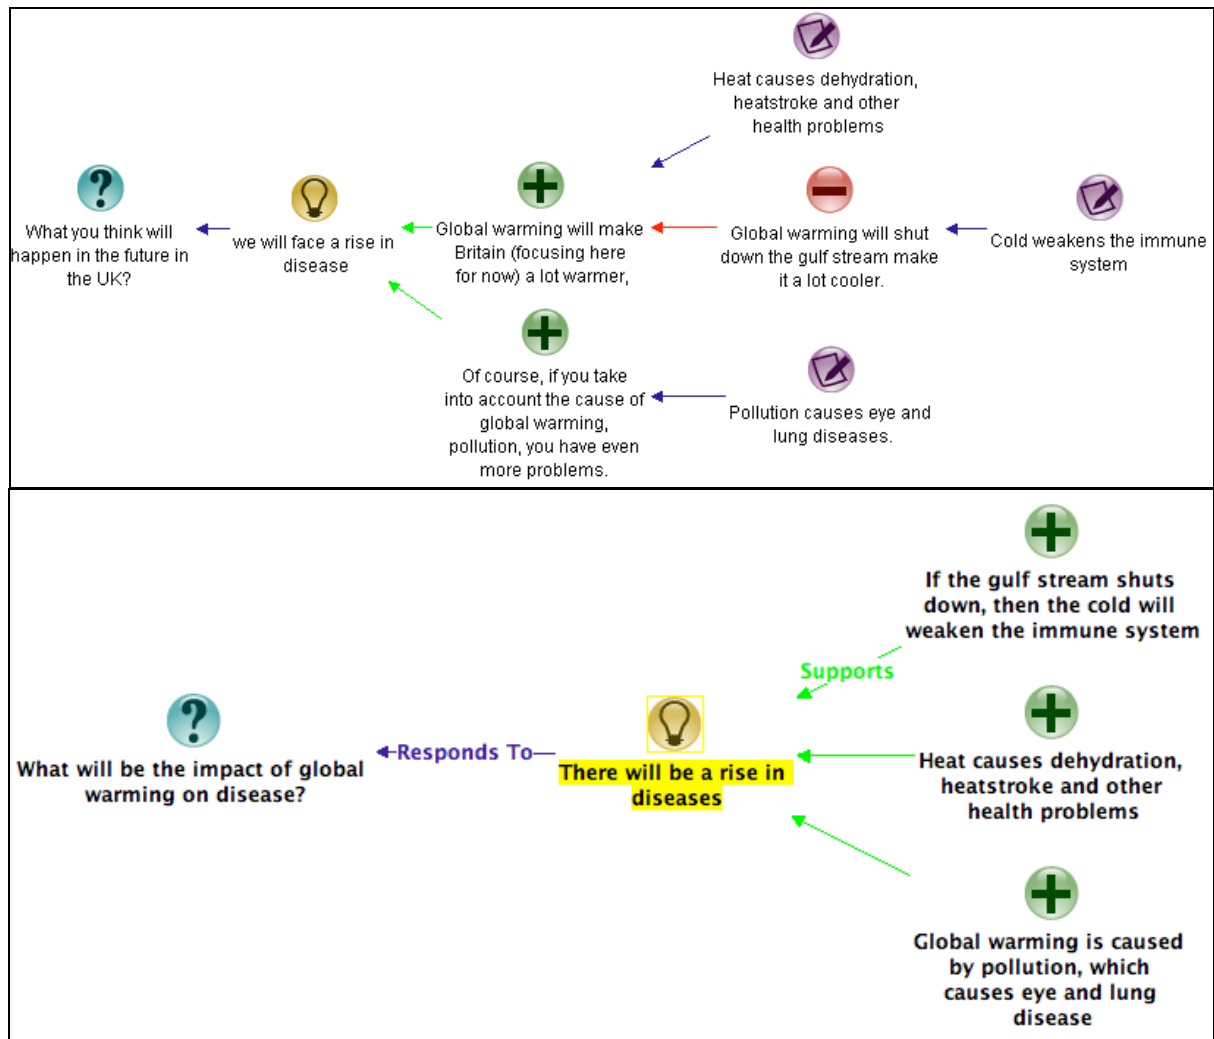 Heat causes dehydration,
heatstroke and other
health problems
What you think will
happen in the future in
the UK?
we will face a rise in
disease
Global warming will make
Britain (focusing here
for now) a lot warmer,
Global warming will shut
down the gulf stream make
it a lot cooler.
Cold weakens the immune
system
Of course, if you take
into account the cause of
global warming,
pollution, you have even
more problems.
Pollution causes eye and
lung diseases.
If the gulf stream shuts
down, then the cold will
weaken the immune system
Supports
What will be the impact of global
warming on disease?
Responds To
There will be a rise in
diseases
Heat causes dehydration,
heatstroke and other
health problems
Global warming is caused
by pollution, which
causes eye and lung
disease